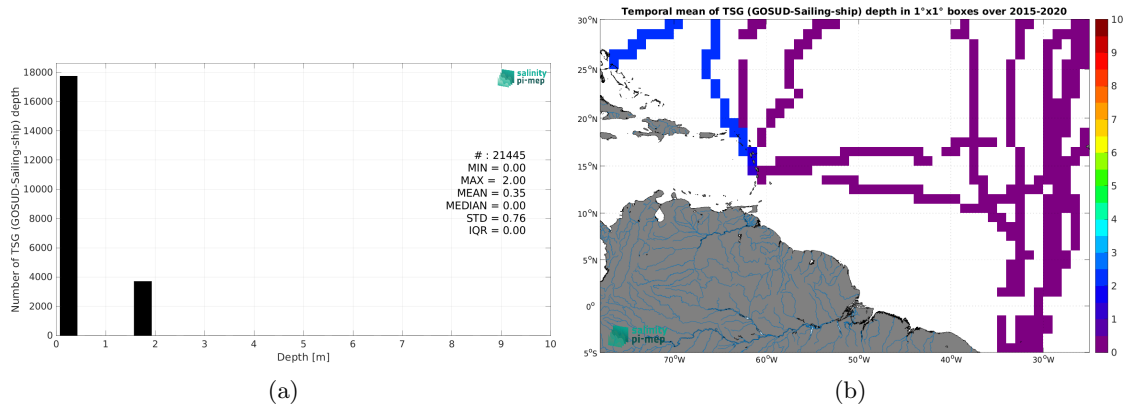 18000
16000
14000
12000
10000
8000
6000
4000
2000
0
Number of TSG (GOSUD-Sailing-ship) depth
salinity
pi-mep
# : 21445
MIN = 0.00
MAX = 2.00
MEAN = 0.35
MEDIAN = 0.00
STD = 0.76
IQR = 0.00
0 1 2 3 4 5 6 7 8 9 10
Depth [m]
(a)
Temporal mean of TSG (GOSUD-Sailing-ship) depth in 1°x1° boxes over 2015-2020
30°N
25°N
20°N
15°N
10°N
5°N
0°
5°S
70°W 60°W 50°W 40°W 30°W
salinity
pi-mep
10
9
8
7
6
5
4
3
2
1
0
(b)